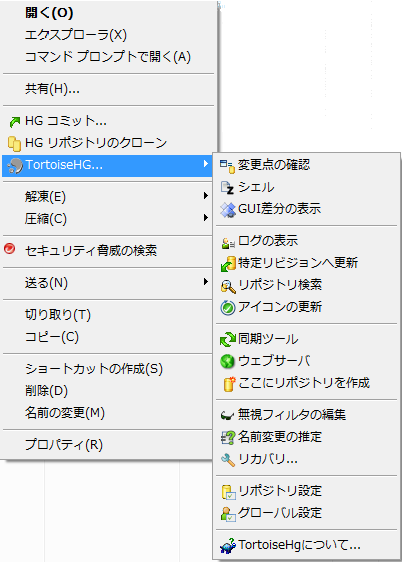 開く(O)
エクスプローラ(X)
コマンド プロンプトで開く(A)
共有(H)...
HG コミット...
HG リポジトリのクローン
TortoiseHG...
解凍(E)
圧縮(C)
セキュリティ脅威の検索
送る(N)
切り取り(T)
コピー(C)
ショートカットの作成(S)
削除(D)
名前の変更(M)
プロパティ(R)
変更点の確認
シェル
GUI差分の表示
ログの表示
特定リビジョンへ更新
リポジトリ検索
アイコンの更新
同期ツール
ウェブサーバ
ここにリポジトリを作成
無視フィルタの編集
名前変更の推定
リカバリ...
リポジトリ設定
グローバル設定
TortoiseHgについて...